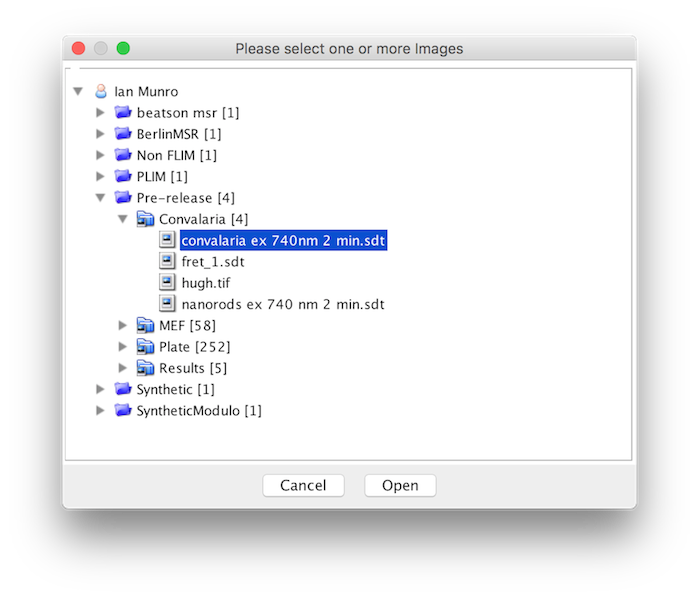 Please select one or more Images
Ian Munro
beatson msr [1]
BerlinMSR [1]
Non FLIM [1]
PLIM [1]
Pre-release [4]
Convalaria [4]
convalaria ex 740nm 2 min.sdt
fret_1.sdt
hugh.tif
nanorods ex 740 nm 2 min.sdt
MEF [58]
Plate [252]
Results [5]
Synthetic [1]
SyntheticModulo [1]
Cancel Open